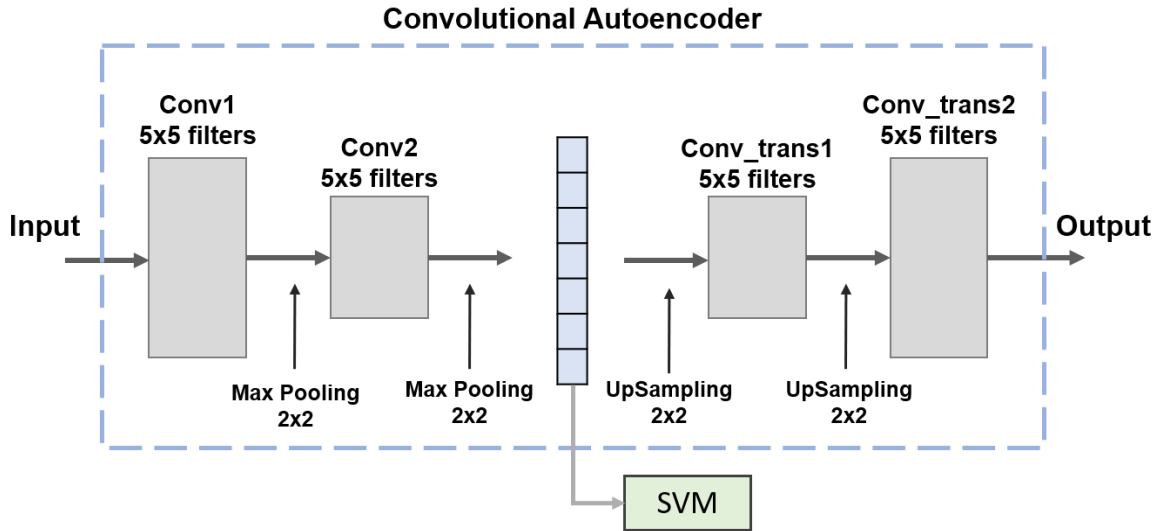 Convolutional Autoencoder
Conv1
5x5 filters
Conv2
5x5 filters
Conv_trans1
5x5 filters
Conv_trans2
5x5 filters
Input
Output
Max Pooling
2x2
Max Pooling
2x2
UpSampling
2x2
UpSampling
2x2
SVM